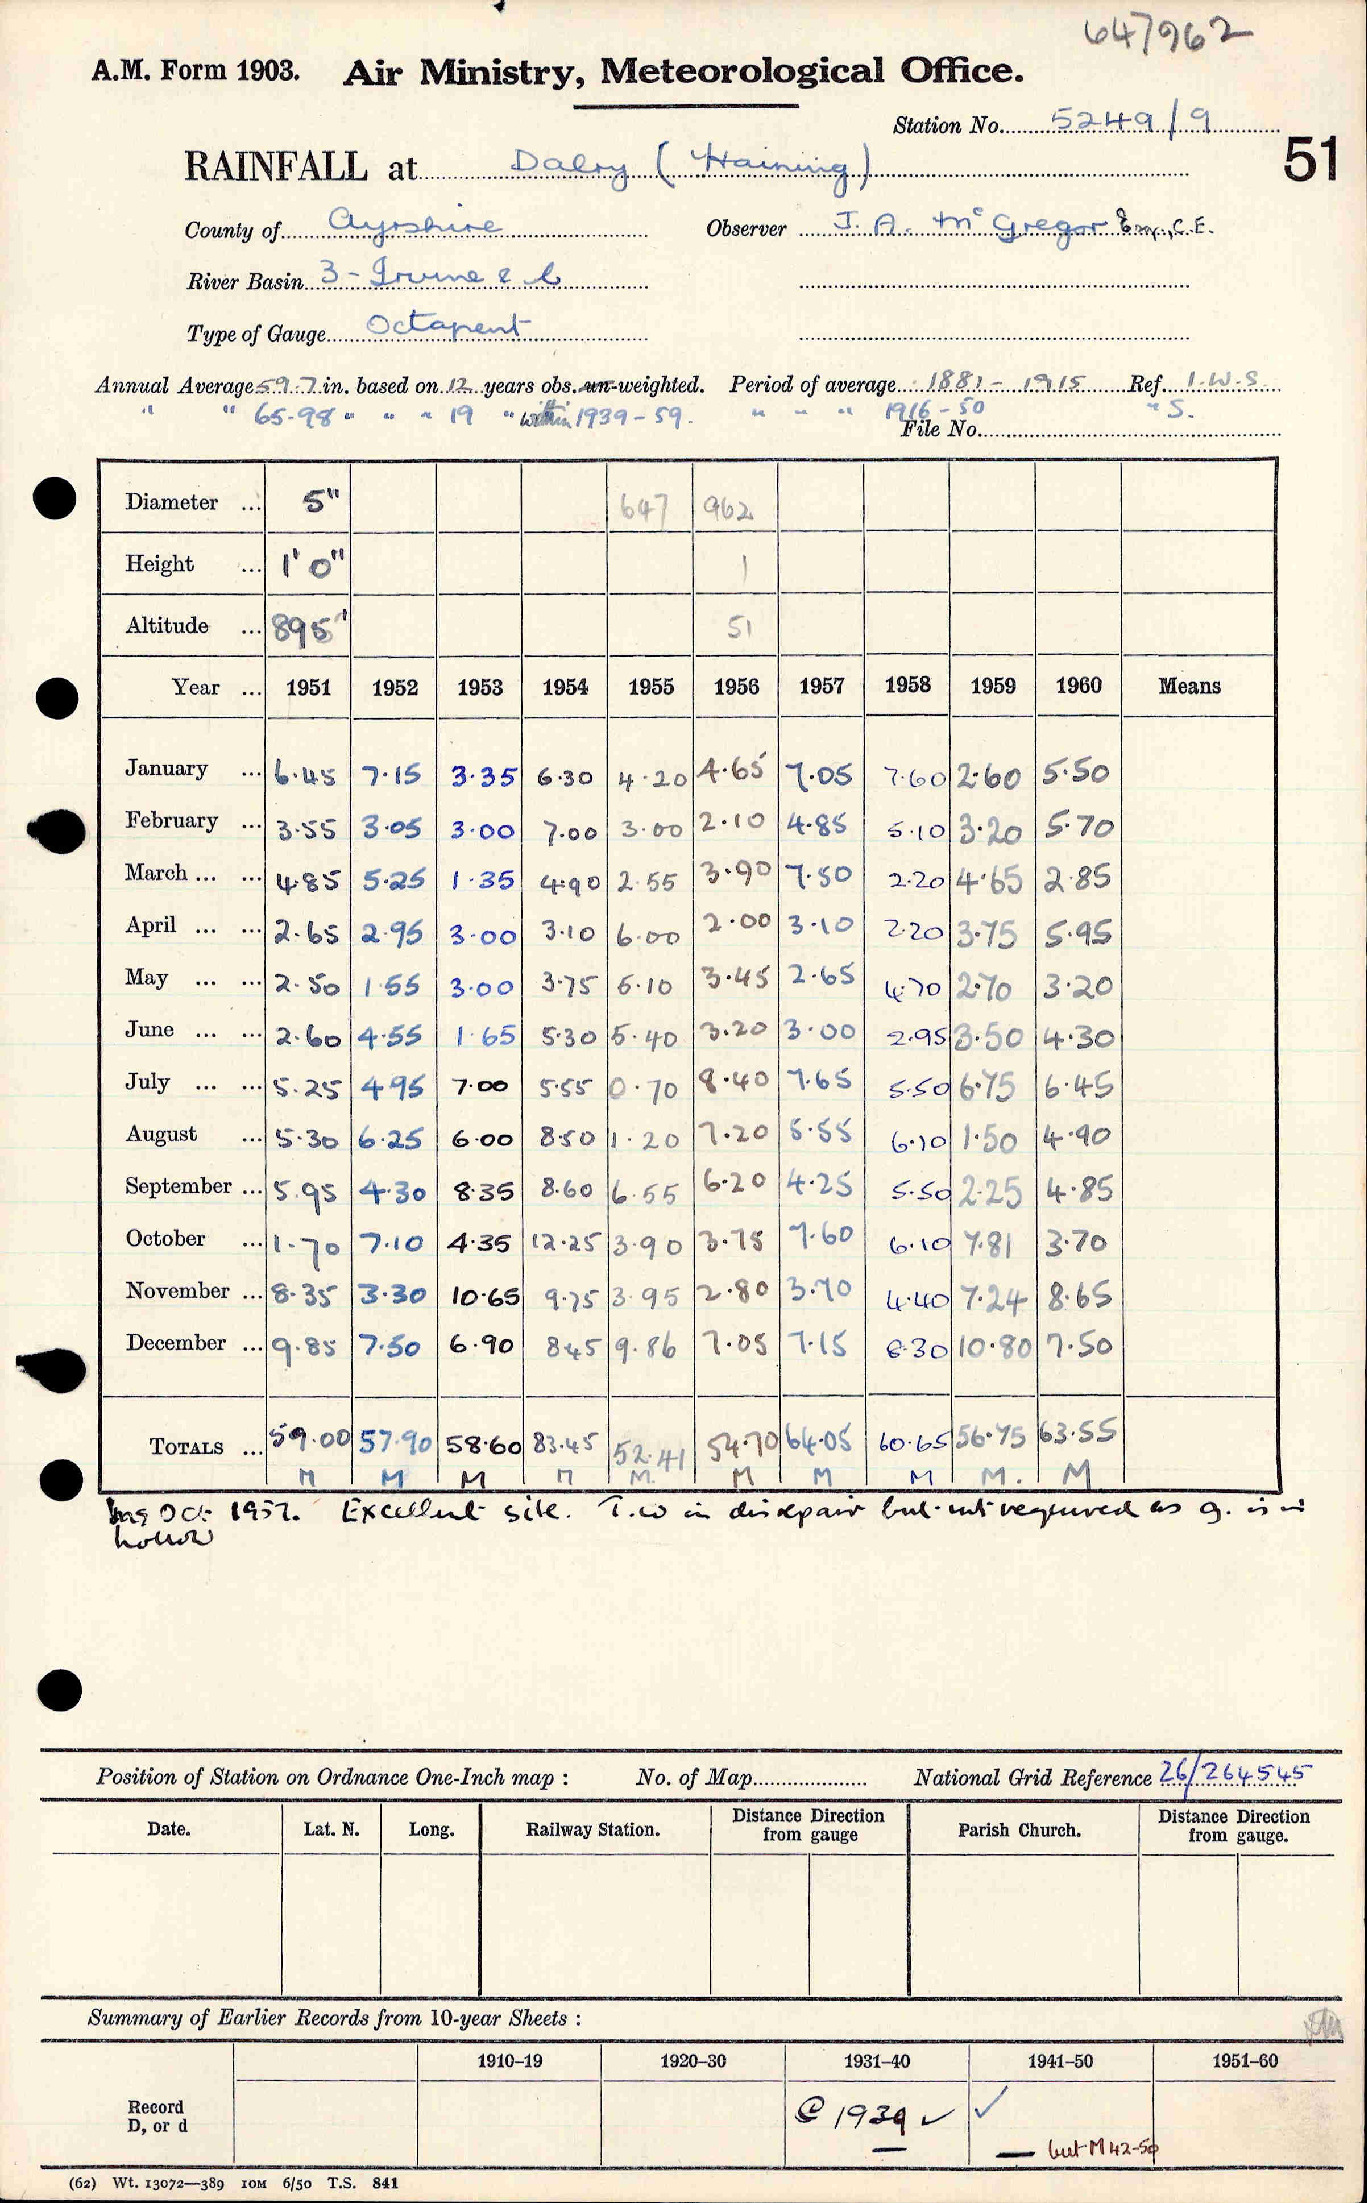 647962
A.M. Form 1903. Air Ministry, Meteorological Office.
Station No. 5249/9
51
RAINFALL at Dalry (Haining)
County of Ayrshire Observer J. A. McGregor Esq., C.E.
River Basin 3 - Irvine & c
Type of Gauge Octapent
Annual Average 59.7 in. based on 12 years obs. un-weighted. Period of average 1881 - 1915 Ref. I.W.S.
" " 65.98 " " " 19 " within 1939-59. " " " 1916-50 " S.
File No.
Diameter ... 5" 647 962
Height ... 1' 0" 1
Altitude ... 895' 51
Year ... 1951 1952 1953 1954 1955 1956 1957 1958 1959 1960 Means
January ... 6.45 7.15 3.35 6.30 4.20 4.65 7.05 7.60 2.60 5.50
February ... 3.55 3.05 3.00 7.00 3.00 2.10 4.85 5.10 3.20 5.70
March ... ... 4.85 5.25 1.35 4.90 2.55 3.90 7.50 2.20 4.65 2.85
April ... ... 2.65 2.95 3.00 3.10 6.00 2.00 3.10 2.20 3.75 5.95
May ... ... 2.50 1.55 3.00 3.75 5.10 3.45 2.65 4.70 2.70 3.20
June ... ... 2.60 4.55 1.65 5.30 5.40 3.20 3.00 2.95 3.50 4.30
July ... ... 5.25 4.95 7.00 5.55 0.70 8.40 7.65 5.50 6.75 6.45
August ... 5.30 6.25 6.00 8.50 1.20 7.20 5.55 6.10 1.50 4.90
September ... 5.95 4.30 8.35 8.60 6.55 6.20 4.25 5.50 2.25 4.85
October ... 1.70 7.10 4.35 12.25 3.90 3.75 7.60 6.10 7.81 3.70
November ... 8.35 3.30 10.65 9.75 3.95 2.80 3.70 4.40 7.24 8.65
December ... 9.85 7.50 6.90 8.45 9.86 7.05 7.15 8.30 10.80 7.50
TOTALS ... 59.00 57.90 58.60 83.45 52.41 54.70 64.05 60.65 56.75 63.55
M M M M M. M M M M. M
Oct 1957. Excellent site. T.W in disrepair but not required as g. is in
hollow
Position of Station on Ordnance One-Inch map : No. of Map National Grid Reference 26/264545
Date. Lat. N. Long. Railway Station. Distance Direction from gauge Parish Church. Distance Direction from gauge.
Summary of Earlier Records from 10-year Sheets :
1910-19 1920-30 1931-40 1941-50 1951-60
Record
D, or d
@ 1939 ✓ ✓
— — but M 42-50
(62) Wt. 13072—389 10M 6/50 T.S. 841